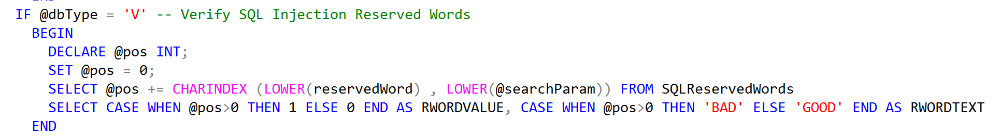 END
IF @dbType = 'V' -- Verify SQL Injection Reserved Words
BEGIN
DECLARE @pos INT;
SET @pos = 0;
SELECT @pos += CHARINDEX (LOWER(reservedWord) , LOWER(@searchParam)) FROM SQLReservedWords
SELECT CASE WHEN @pos>0 THEN 1 ELSE 0 END AS RWORDVALUE, CASE WHEN @pos>0 THEN 'BAD' ELSE 'GOOD' END AS RWORDTEXT
END